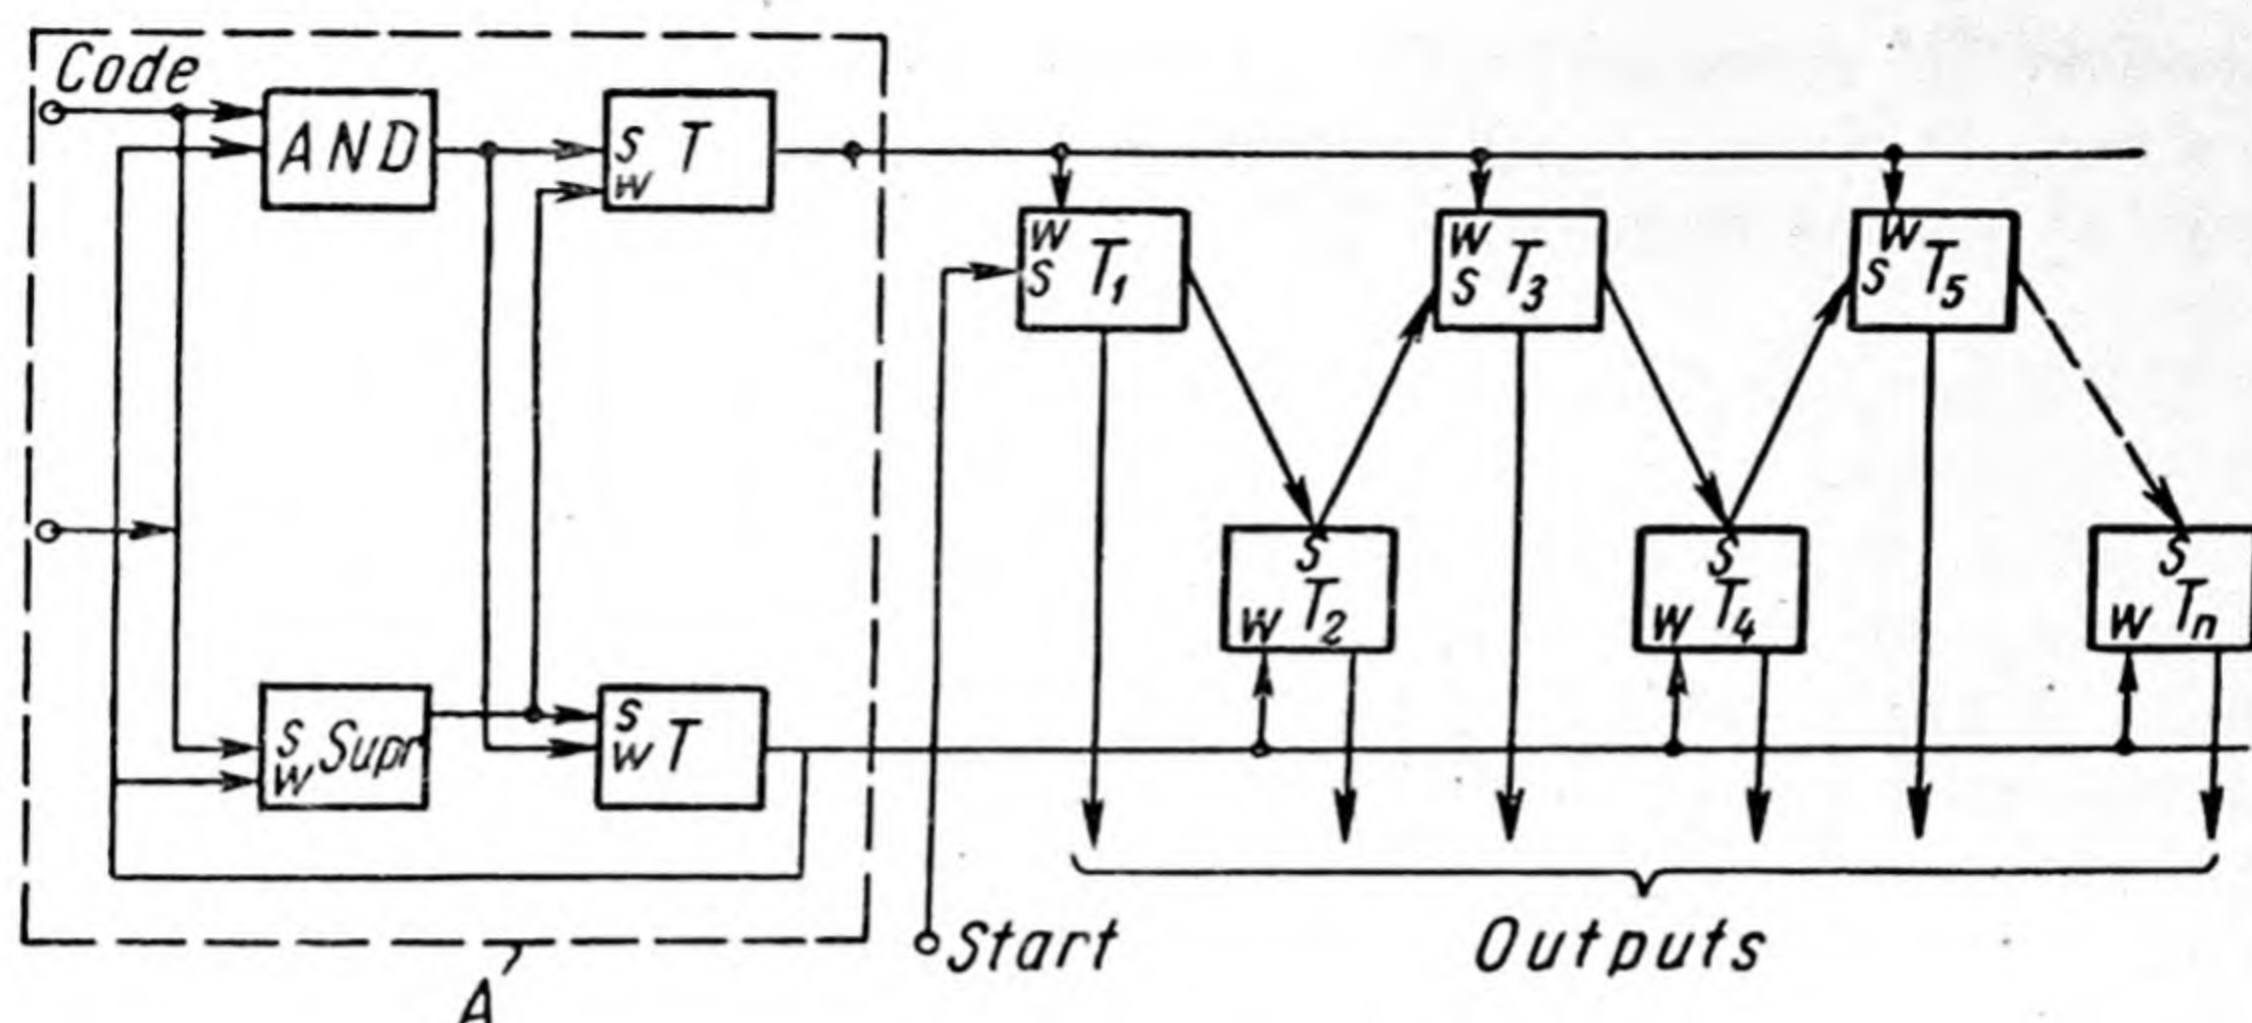 Code
AND
S T
W
W
S T1
W
S T3
W
S T5
S
W T2
S
W T4
S
W Tn
S Supr
W
S
W T
Start
Outputs
A